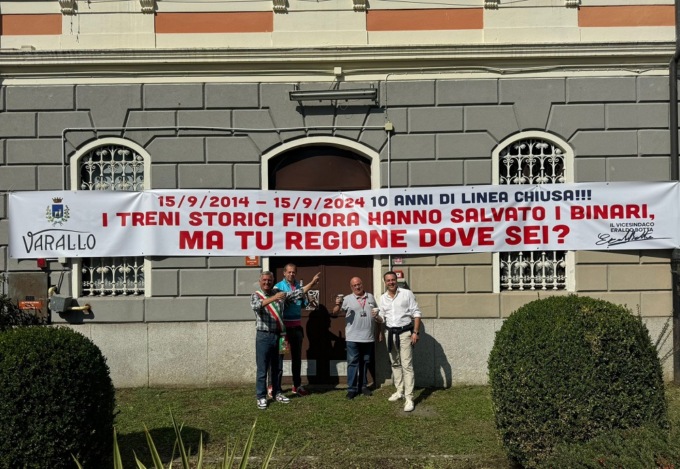 15/9/2014 – 15/9/2024 10 ANNI DI LINEA CHIUSA!!!
I TRENI STORICI FINORA HANNO SALVATO I BINARI,
MA TU REGIONE DOVE SEI?
VARALLO
IL VICESINDACO
ERALDO BOTTA